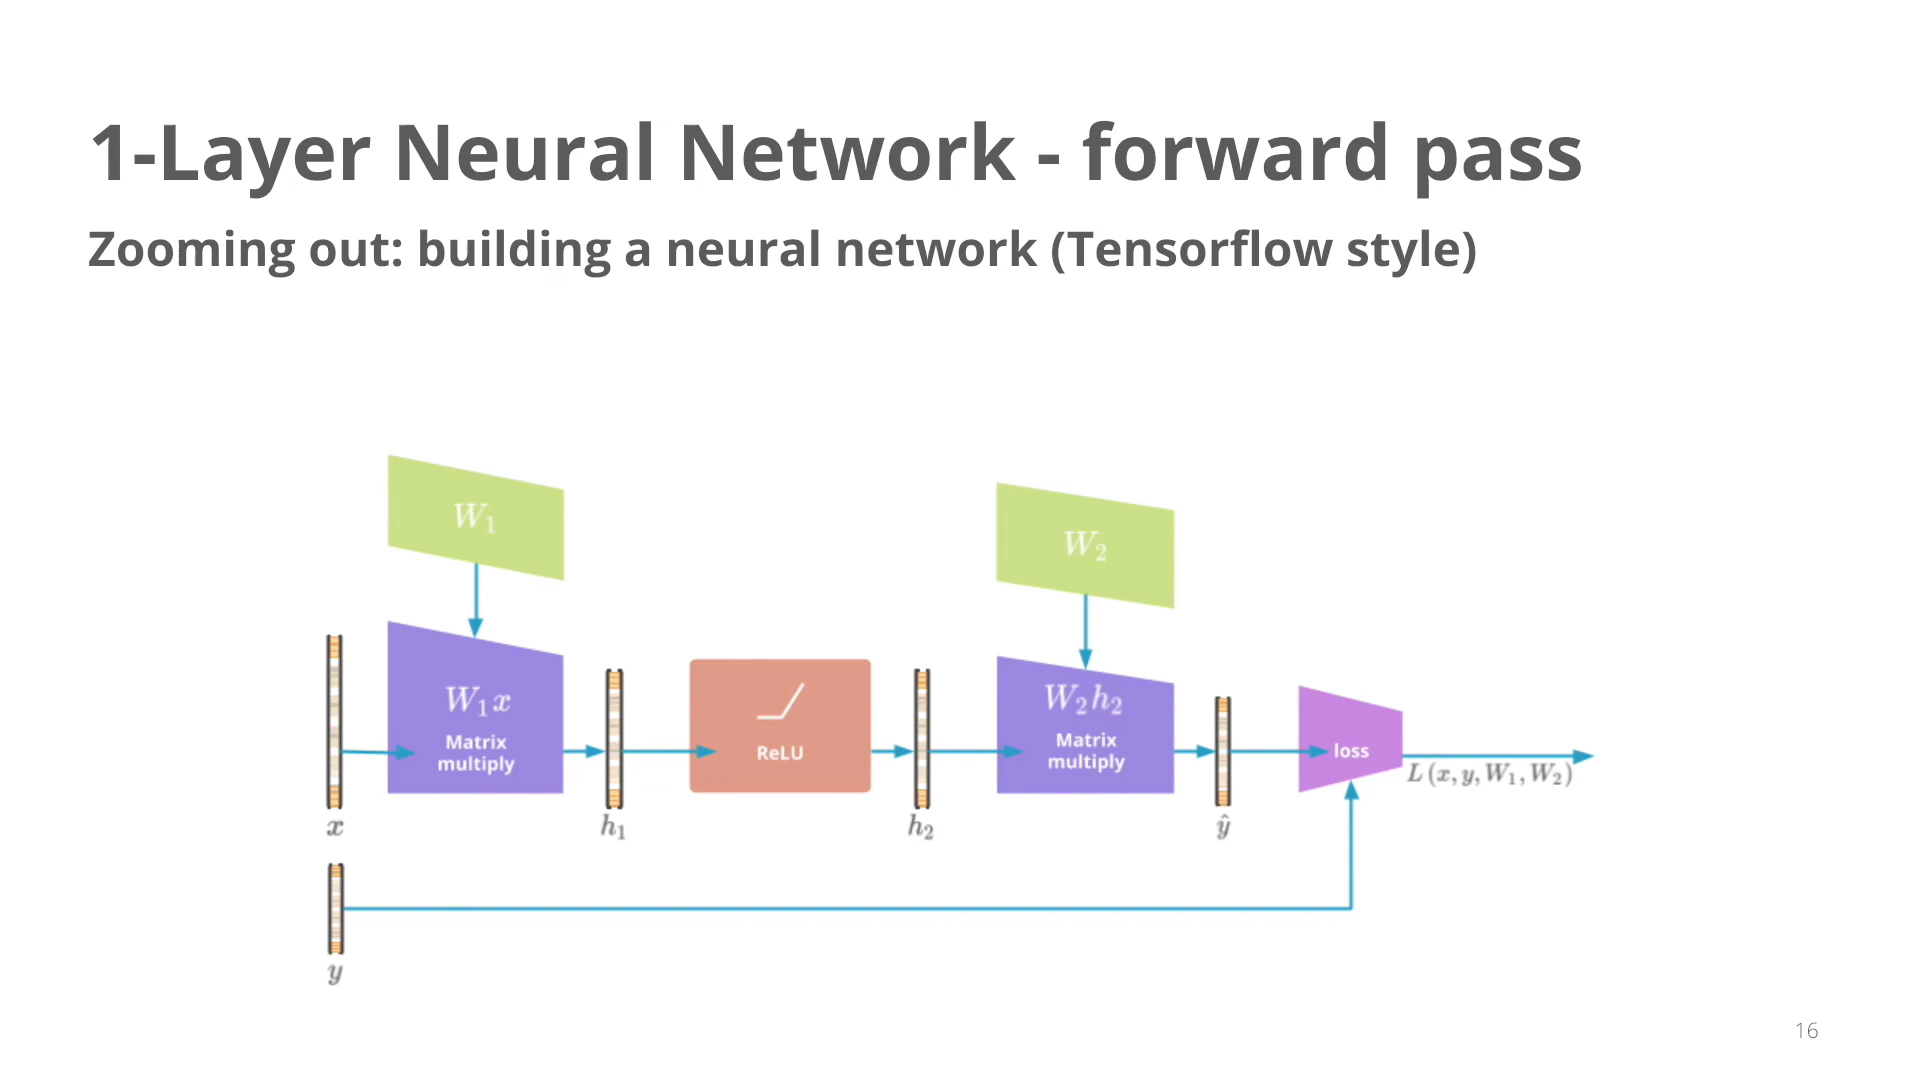 1-Layer Neural Network - forward pass
Zooming out: building a neural network (Tensorflow style)
W₁
W₂
W₁x
Matrix
multiply
ReLU
W₂h₂
Matrix
multiply
loss
L (x, y, W₁, W₂)
x
h₁
h₂
ŷ
y
16